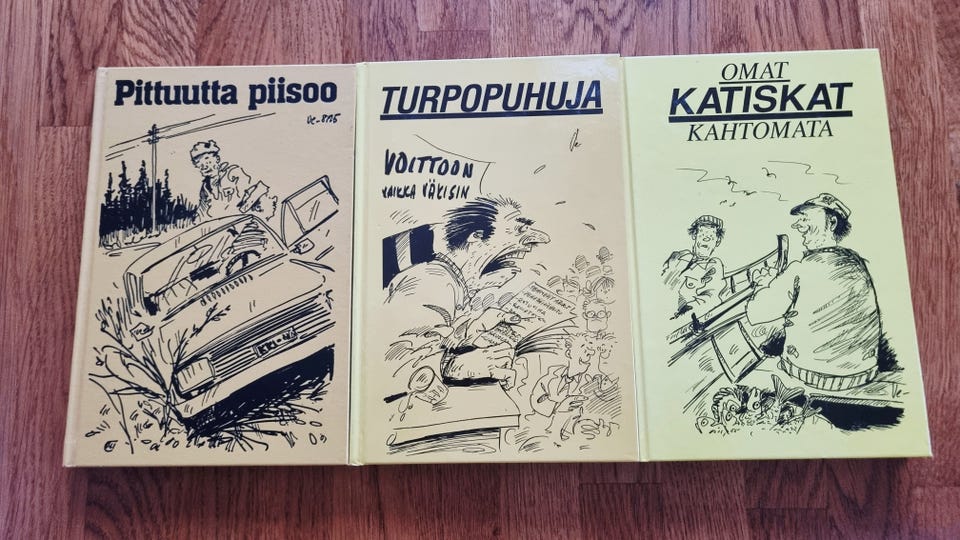 Pittuutta piisoo
TURPOPUHUJA
VOITTOON
VAIKKA VÄKISIN
OMAT
KATISKAT
KAHTOMATA